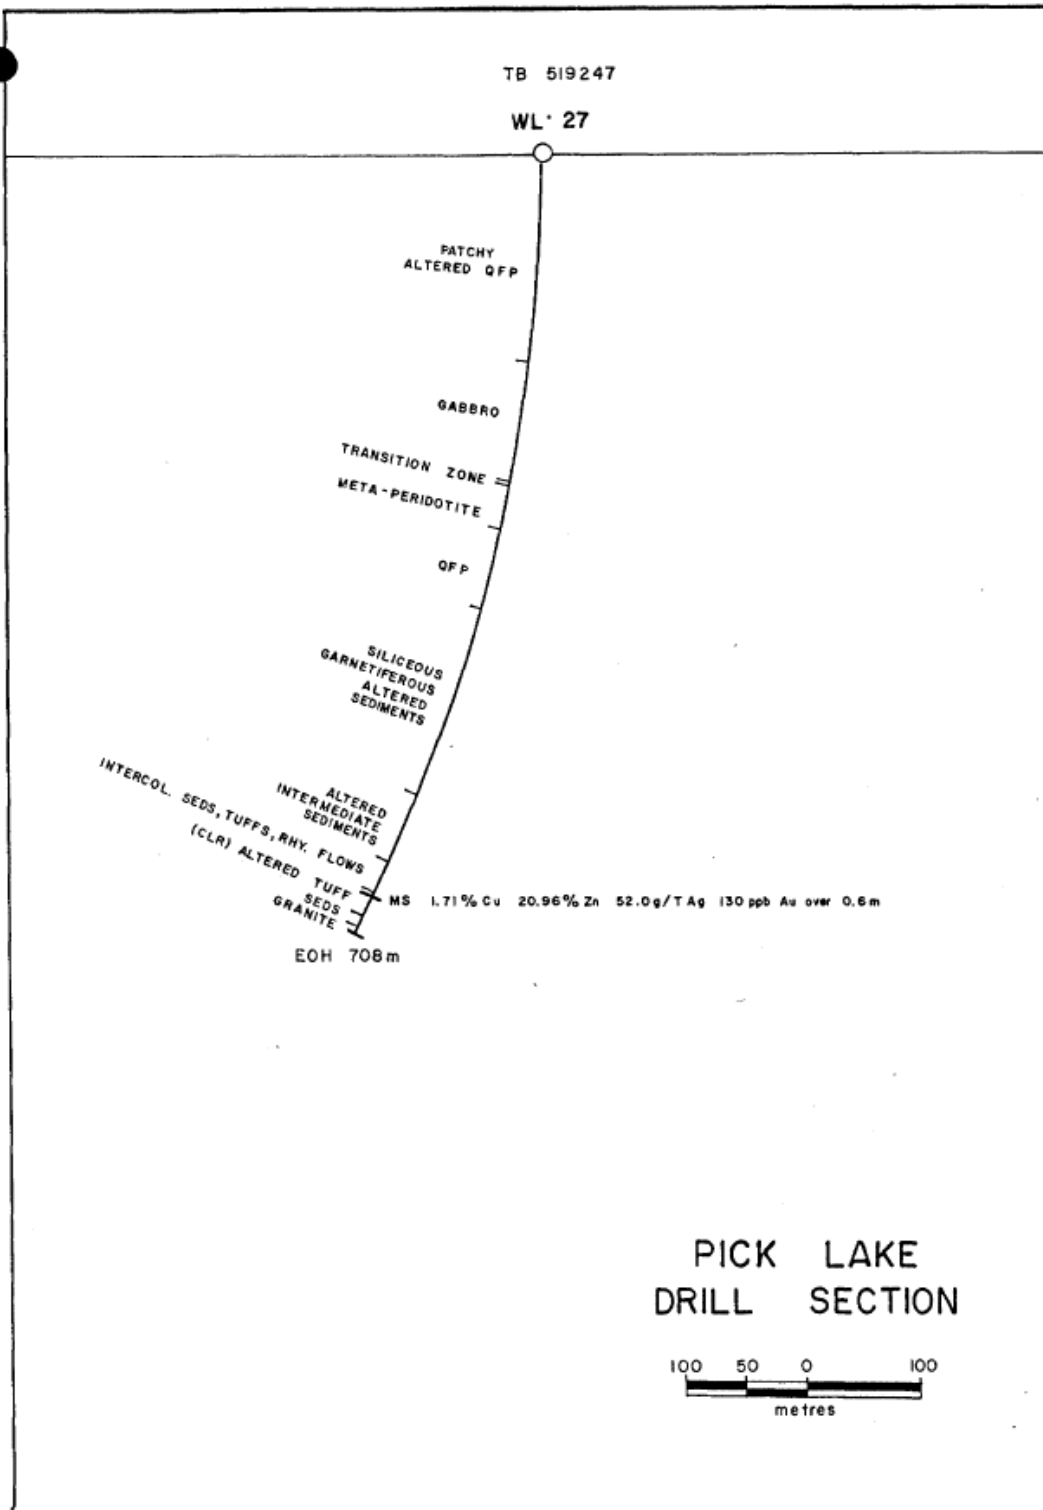 TB 519247
WL· 27
PATCHY
ALTERED QFP
GABBRO
TRANSITION ZONE
META-PERIDOTITE
QFP
SILICEOUS
GARNETIFEROUS
ALTERED
SEDIMENTS
ALTERED
INTERMEDIATE
SEDIMENTS
INTERCOL. SEDS, TUFFS, RHY. FLOWS
(CLR) ALTERED TUFF
SEDS
GRANITE
MS 1.71% Cu 20.96% Zn 52.0g/T Ag 130 ppb Au over 0.6m
EOH 708m
PICK LAKE
DRILL SECTION
100 50 0 100
metres